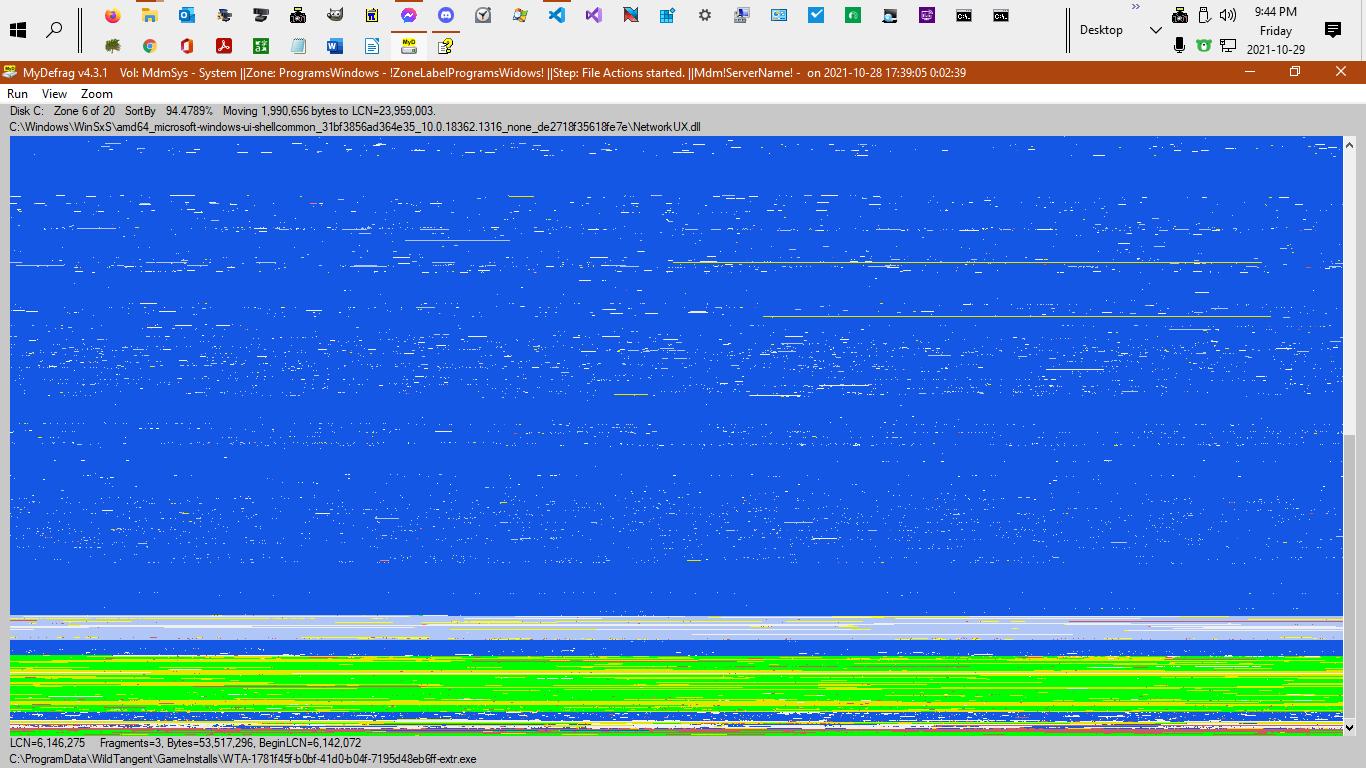 9:44 PM
Desktop
Friday
2021-10-29
MyD
MyDefrag v4.3.1 Vol: MdmSys - System ||Zone: ProgramsWindows - !ZoneLabelProgramsWidows! ||Step: File Actions started. ||Mdm!ServerName! - on 2021-10-28 17:39:05 0:02:39
Run View Zoom
Disk C: Zone 6 of 20 SortBy 94.4789% Moving 1,990,656 bytes to LCN=23,959,003.
C:\Windows\WinSxS\amd64_microsoft-windows-ui-shellcommon_31bf3856ad364e35_10.0.18362.1316_none_de2718f35618fe7e\NetworkUX.dll
LCN=6,146,275 Fragments=3, Bytes=53,517,296, BeginLCN=6,142,072
C:\ProgramData\WildTangent\GameInstalls\WTA-1781f45f-b0bf-41d0-b04f-7195d48eb6ff-extr.exe